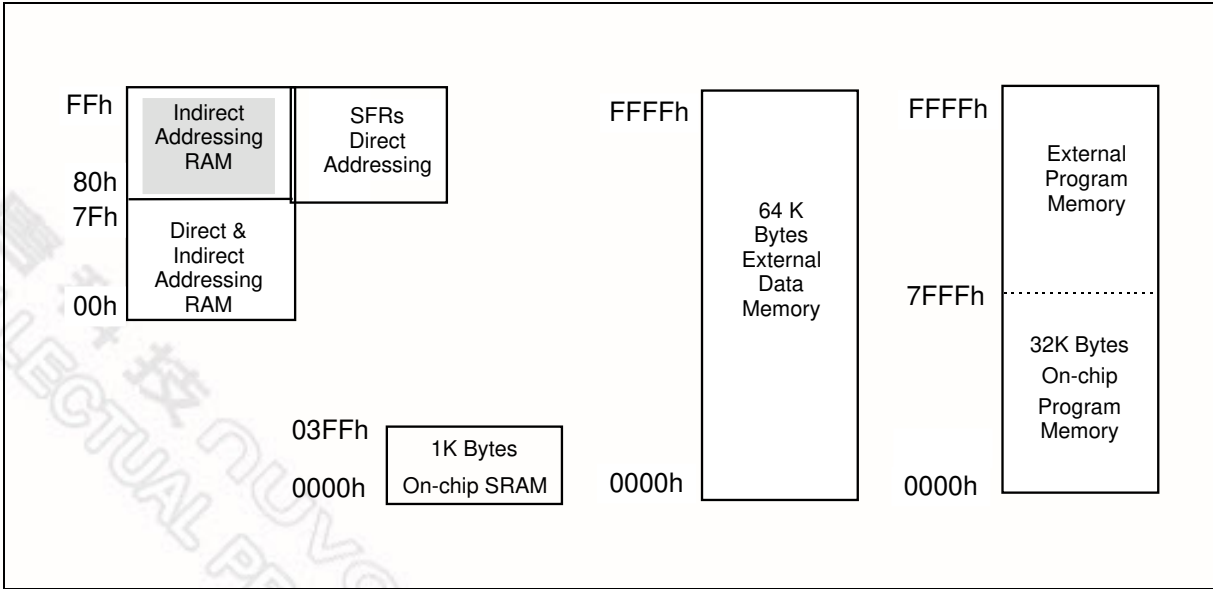 FFh
Indirect
Addressing
RAM
80h
SFRs
Direct
Addressing
7Fh
Direct &
Indirect
Addressing
RAM
00h
03FFh
1K Bytes
0000h
On-chip SRAM
FFFFh
64 K
Bytes
External
Data
Memory
0000h
FFFFh
External
Program
Memory
7FFFh
32K Bytes
On-chip
Program
Memory
0000h